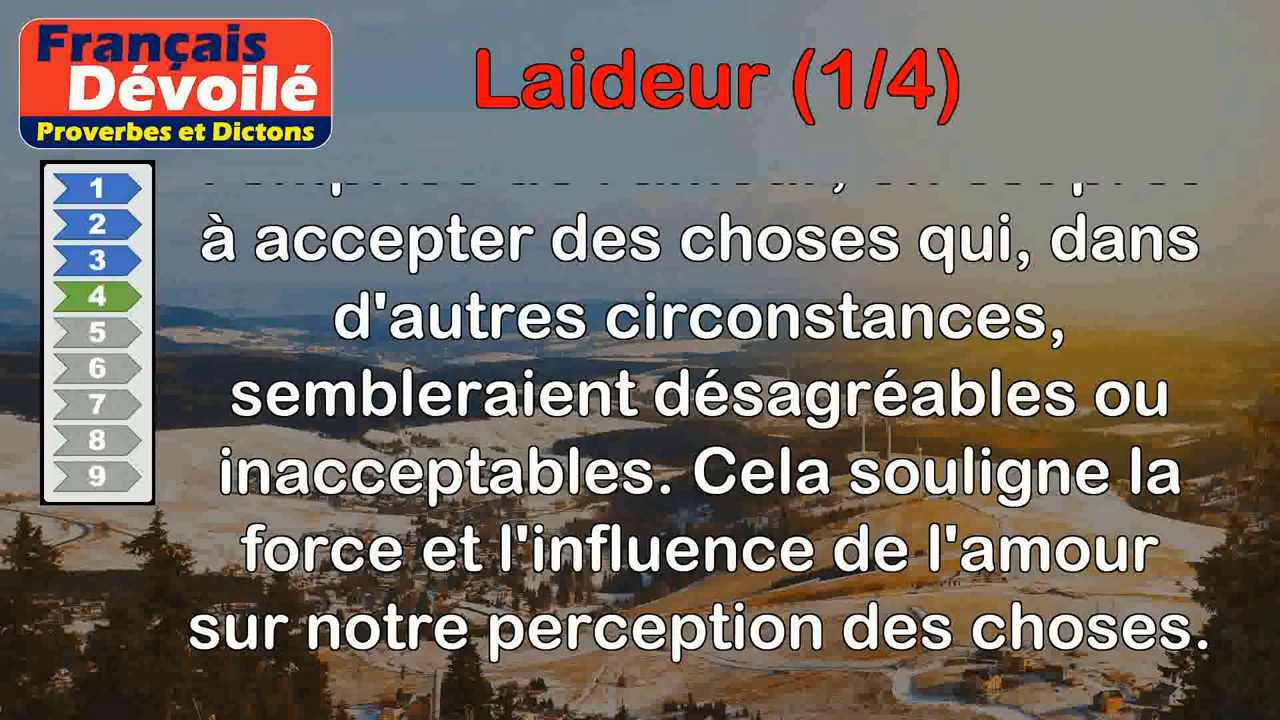 Français
Dévoilé
Proverbes et Dictons
Laideur (1/4)
1
2
3
4
5
6
7
8
9
à accepter des choses qui, dans
d'autres circonstances,
sembleraient désagréables ou
inacceptables. Cela souligne la
force et l'influence de l'amour
sur notre perception des choses.